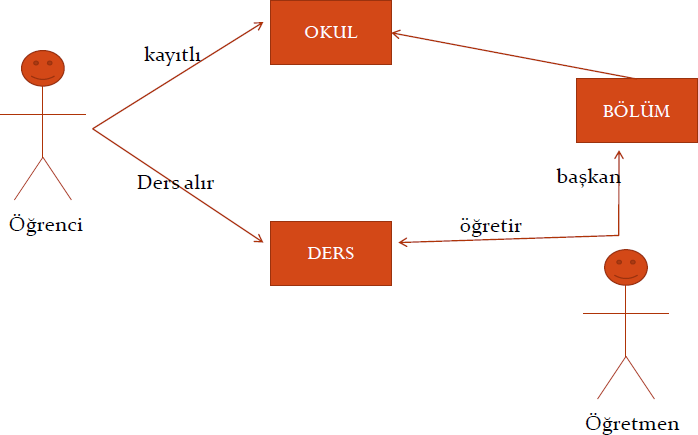 OKUL
kayıtlı
BÖLÜM
başkan
Ders alır
Öğrenci
öğretir
DERS
Öğretmen